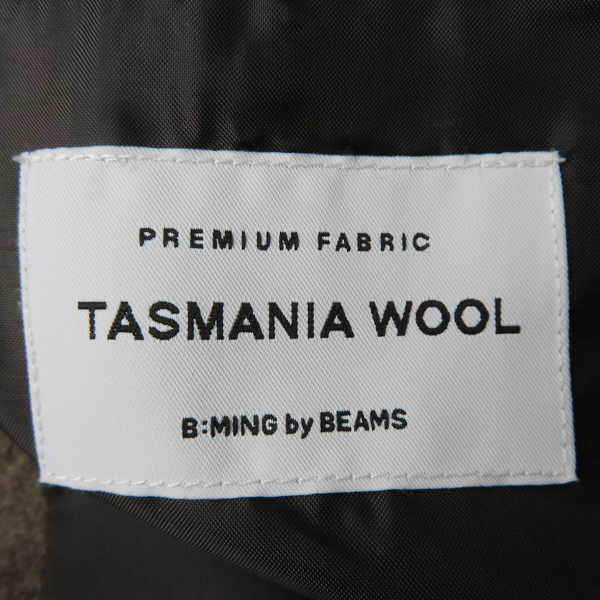 PREMIUM FABRIC
TASMANIA WOOL
B:MING by BEAMS